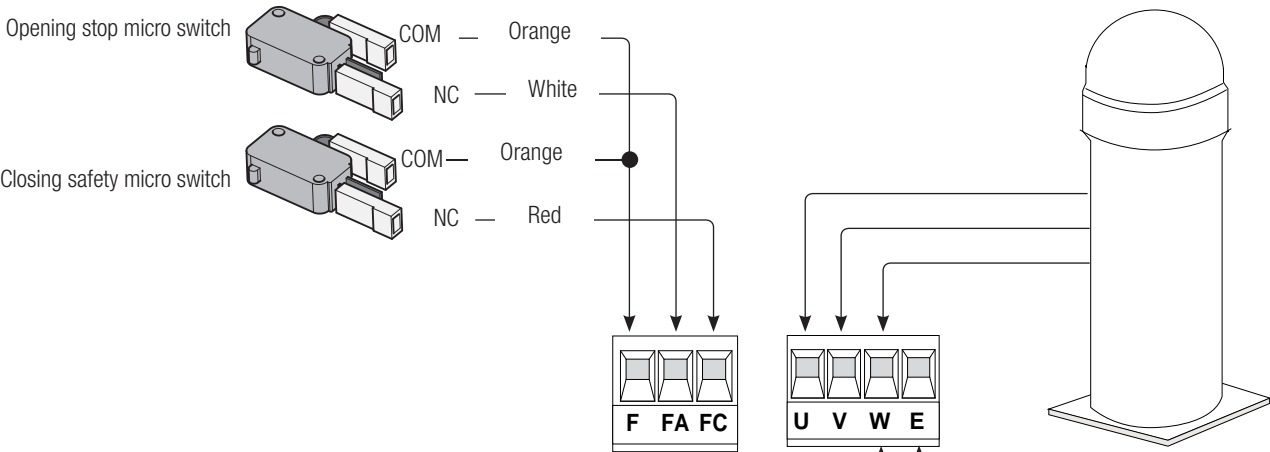 Opening stop micro switch
COM — Orange
NC — White
Closing safety micro switch
COM — Orange
NC — Red
F FA FC
U V W E